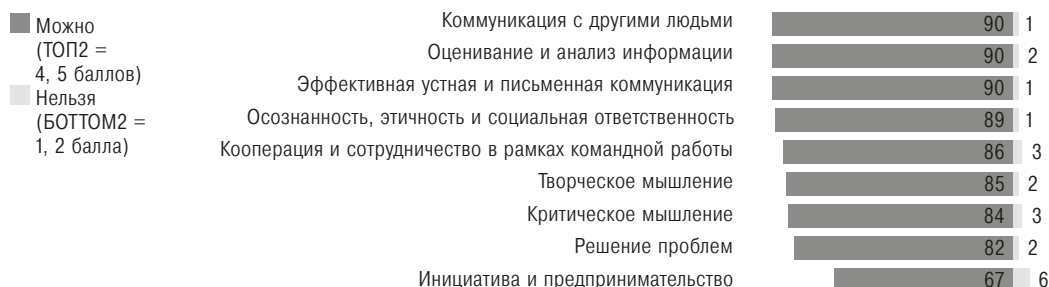 Можно
(ТОП2 =
4, 5 баллов)
Нельзя
(БОТТОМ2 =
1, 2 балла)
Коммуникация с другими людьми 90 1
Оценивание и анализ информации 90 2
Эффективная устная и письменная коммуникация 90 1
Осознанность, этичность и социальная ответственность 89 1
Кооперация и сотрудничество в рамках командной работы 86 3
Творческое мышление 85 2
Критическое мышление 84 3
Решение проблем 82 2
Инициатива и предпринимательство 67 6